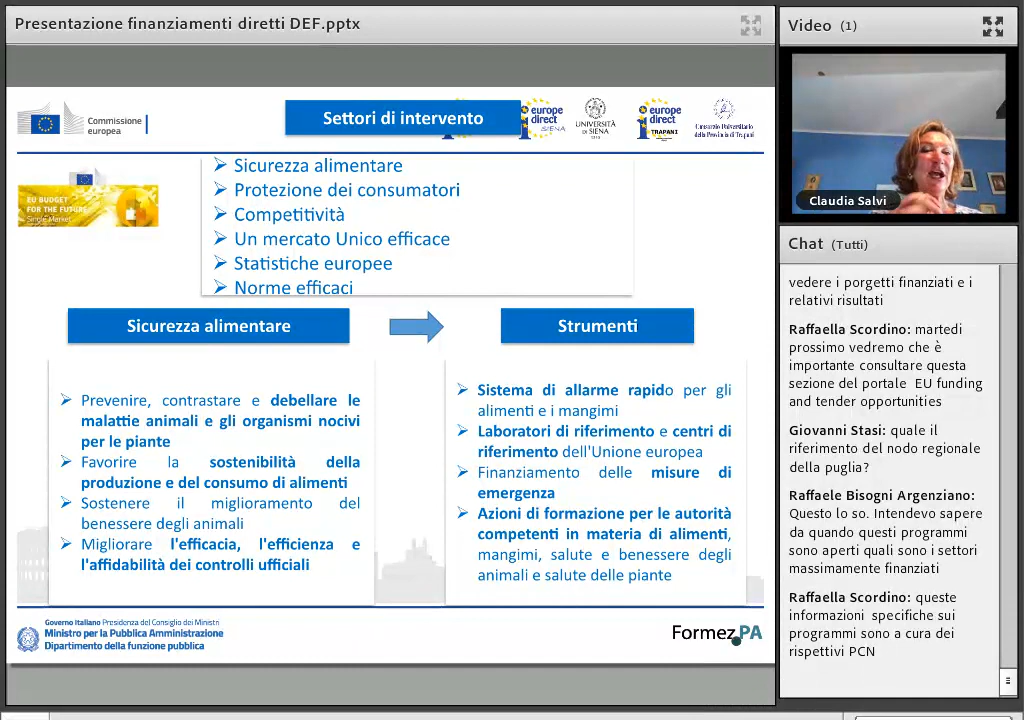 Presentazione finanziamenti diretti DEF.pptx
Commissione
europea
Settori di intervento
europe
direct
SIENA
UNIVERSITÀ
DI SIENA
1240
europe
direct
TRAPANI
Consorzio Universitario
della Provincia di Trapani
EU BUDGET
FOR THE FUTURE
Single Market
Sicurezza alimentare
Protezione dei consumatori
Competitività
Un mercato Unico efficace
Statistiche europee
Norme efficaci
Sicurezza alimentare
Strumenti
Prevenire, contrastare e debellare le
malattie animali e gli organismi nocivi
per le piante
Favorire la sostenibilità della
produzione e del consumo di alimenti
Sostenere il miglioramento del
benessere degli animali
Migliorare l'efficacia, l'efficienza e
l'affidabilità dei controlli ufficiali
Sistema di allarme rapido per gli
alimenti e i mangimi
Laboratori di riferimento e centri di
riferimento dell'Unione europea
Finanziamento delle misure di
emergenza
Azioni di formazione per le autorità
competenti in materia di alimenti,
mangimi, salute e benessere degli
animali e salute delle piante
Governo Italiano Presidenza del Consiglio dei Ministri
Ministro per la Pubblica Amministrazione
Dipartimento della funzione pubblica
Formez PA
Video (1)
Claudia Salvi
Chat (Tutti)
vedere i porgetti finanziati e i
relativi risultati
Raffaella Scordino: martedi
prossimo vedremo che è
importante consultare questa
sezione del portale EU funding
and tender opportunities
Giovanni Stasi: quale il
riferimento del nodo regionale
della puglia?
Raffaele Bisogni Argenziano:
Questo lo so. Intendevo sapere
da quando questi programmi
sono aperti quali sono i settori
massimamente finanziati
Raffaella Scordino: queste
informazioni specifiche sui
programmi sono a cura dei
rispettivi PCN